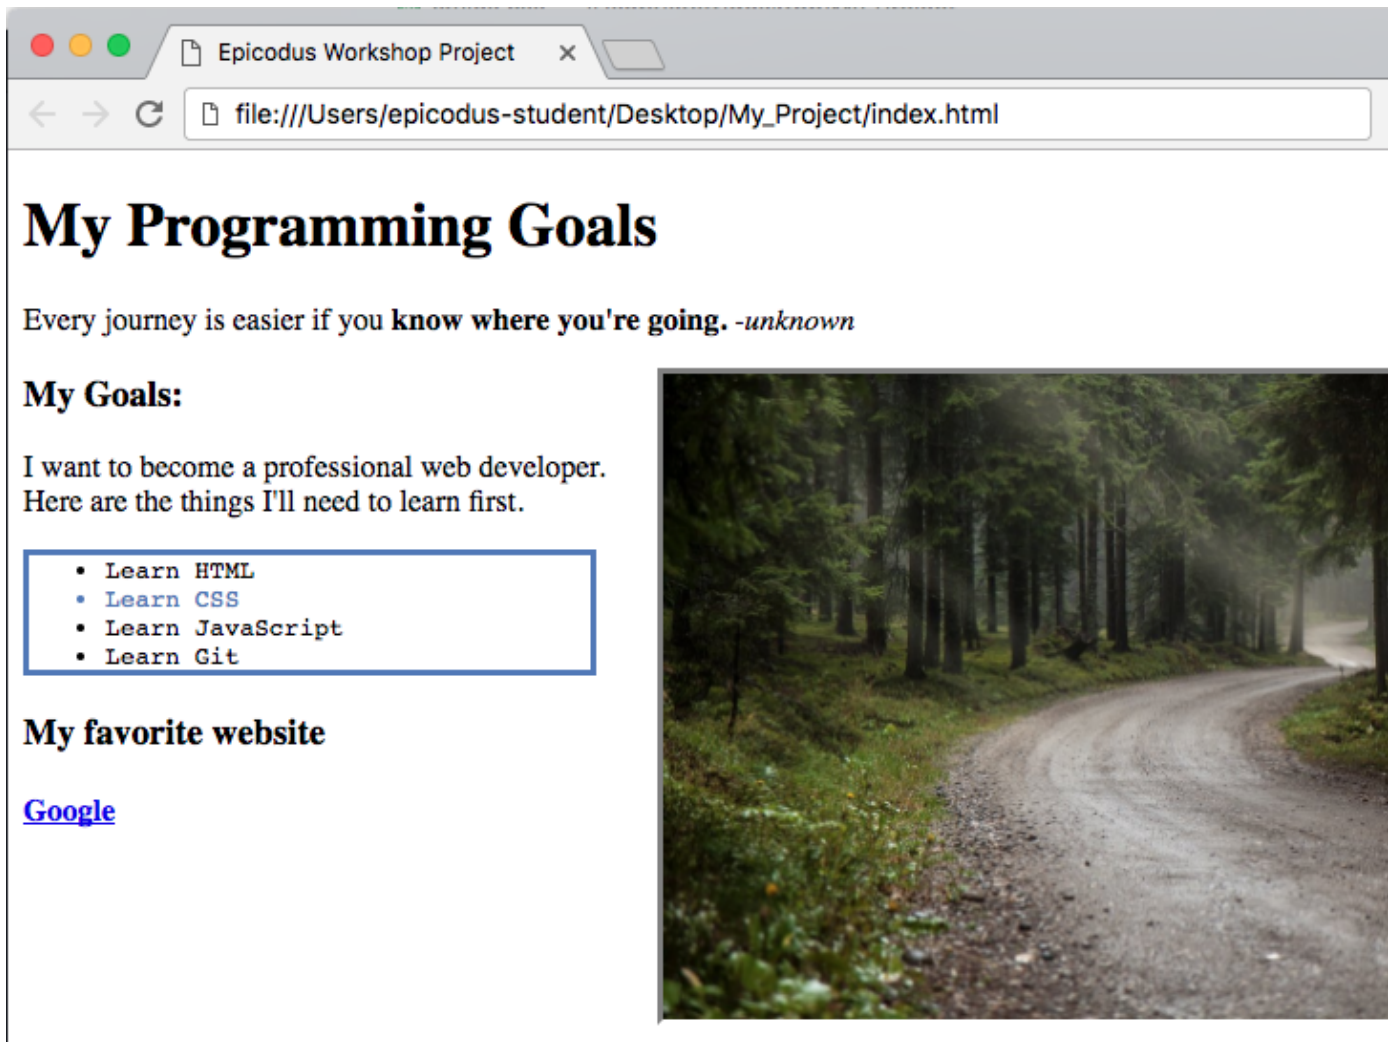 Epicodus Workshop Project
file:///Users/epicodus-student/Desktop/My_Project/index.html
My Programming Goals
Every journey is easier if you know where you're going. -unknown
My Goals:
I want to become a professional web developer.
Here are the things I'll need to learn first.
• Learn HTML
• Learn CSS
• Learn JavaScript
• Learn Git
My favorite website
Google